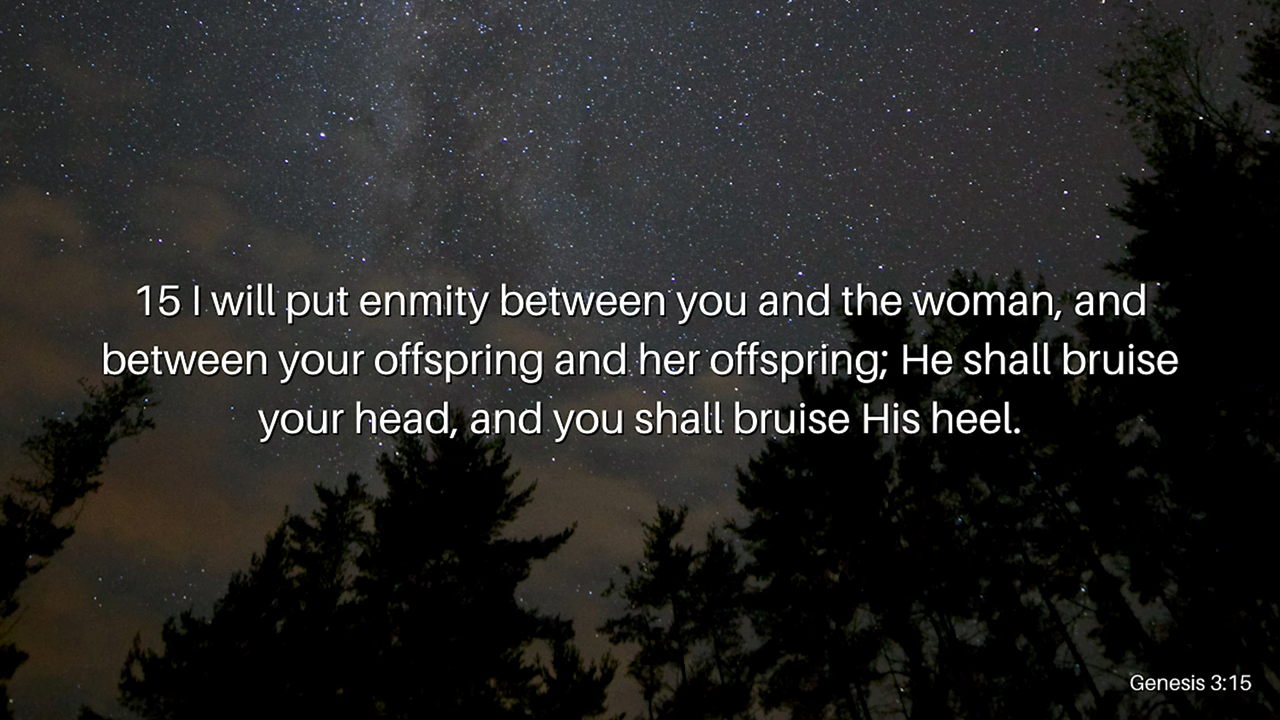 15 I will put enmity between you and the woman, and
between your offspring and her offspring; He shall bruise
your head, and you shall bruise His heel.
Genesis 3:15